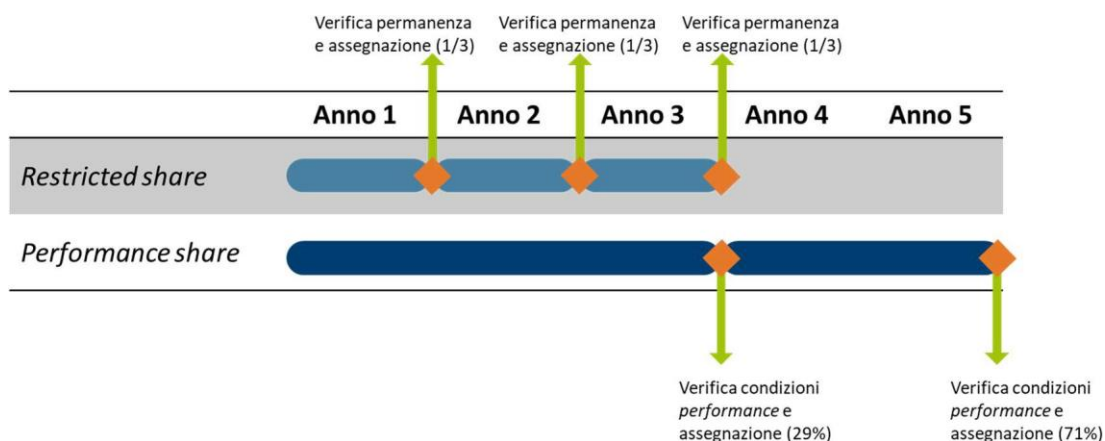 Verifica permanenza
e assegnazione (1/3)
Verifica permanenza
e assegnazione (1/3)
Verifica permanenza
e assegnazione (1/3)
Anno 1 Anno 2 Anno 3 Anno 4 Anno 5
Restricted share
Performance share
Verifica condizioni
performance e
assegnazione (29%)
Verifica condizioni
performance e
assegnazione (71%)